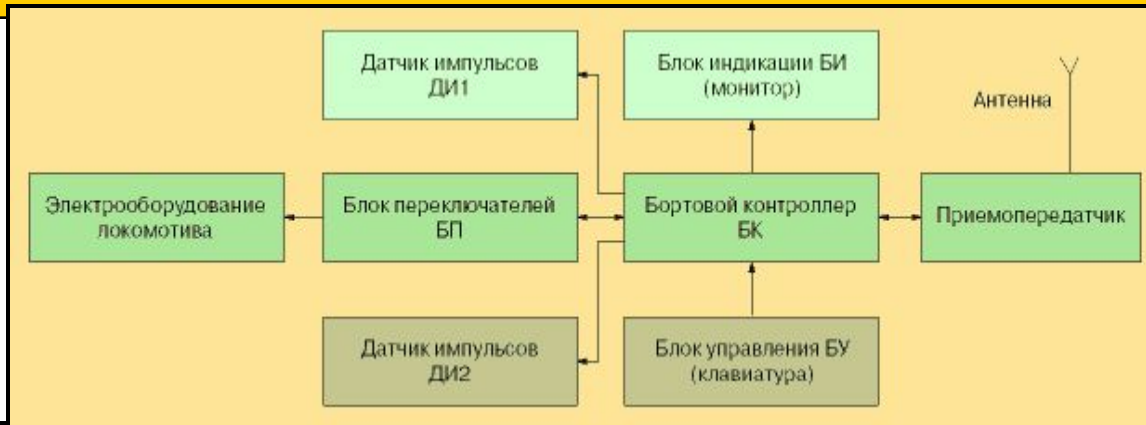 Датчик импульсов
ДИ1
Блок индикации БИ
(монитор)
Антенна
Электрооборудование
локомотива
Блок переключателей
БП
Бортовой контроллер
БК
Приемопередатчик
Датчик импульсов
ДИ2
Блок управления БУ
(клавиатура)